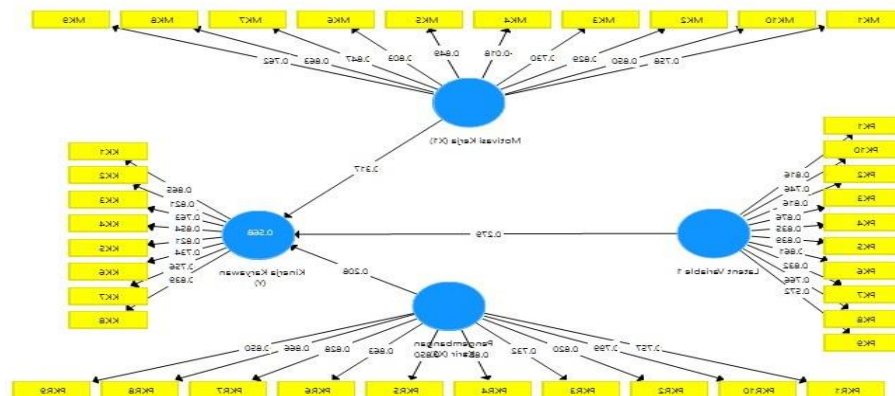 MK1 MK10 MK2 MK3 MK4 MK5 MK6 MK7 MK8 MK9
0.758 0.850 0.829 0.730 -0.018 0.849 0.803 0.847 0.863 0.762
Motivasi Kerja (X1)
PK1
PK10
PK2
PK3
PK4
PK5
PK6
PK7
PK8
PK9
0.816
0.746
0.816
0.876
0.835
0.839
0.861
0.832
0.766
0.572
Latent Variable 1
0.317
0.279
0.208
0.568
Kinerja Karyawan
(Y)
KK1
KK2
KK3
KK4
KK5
KK6
KK7
KK8
0.865
0.821
0.763
0.854
0.821
0.734
0.756
0.839
Pengembangan
Karir
0.757 0.799 0.820 0.732 0.850 0.863 0.828 0.866 0.850
PKR1 PKR10 PKR2 PKR3 PKR4 PKR5 PKR6 PKR7 PKR8 PKR9